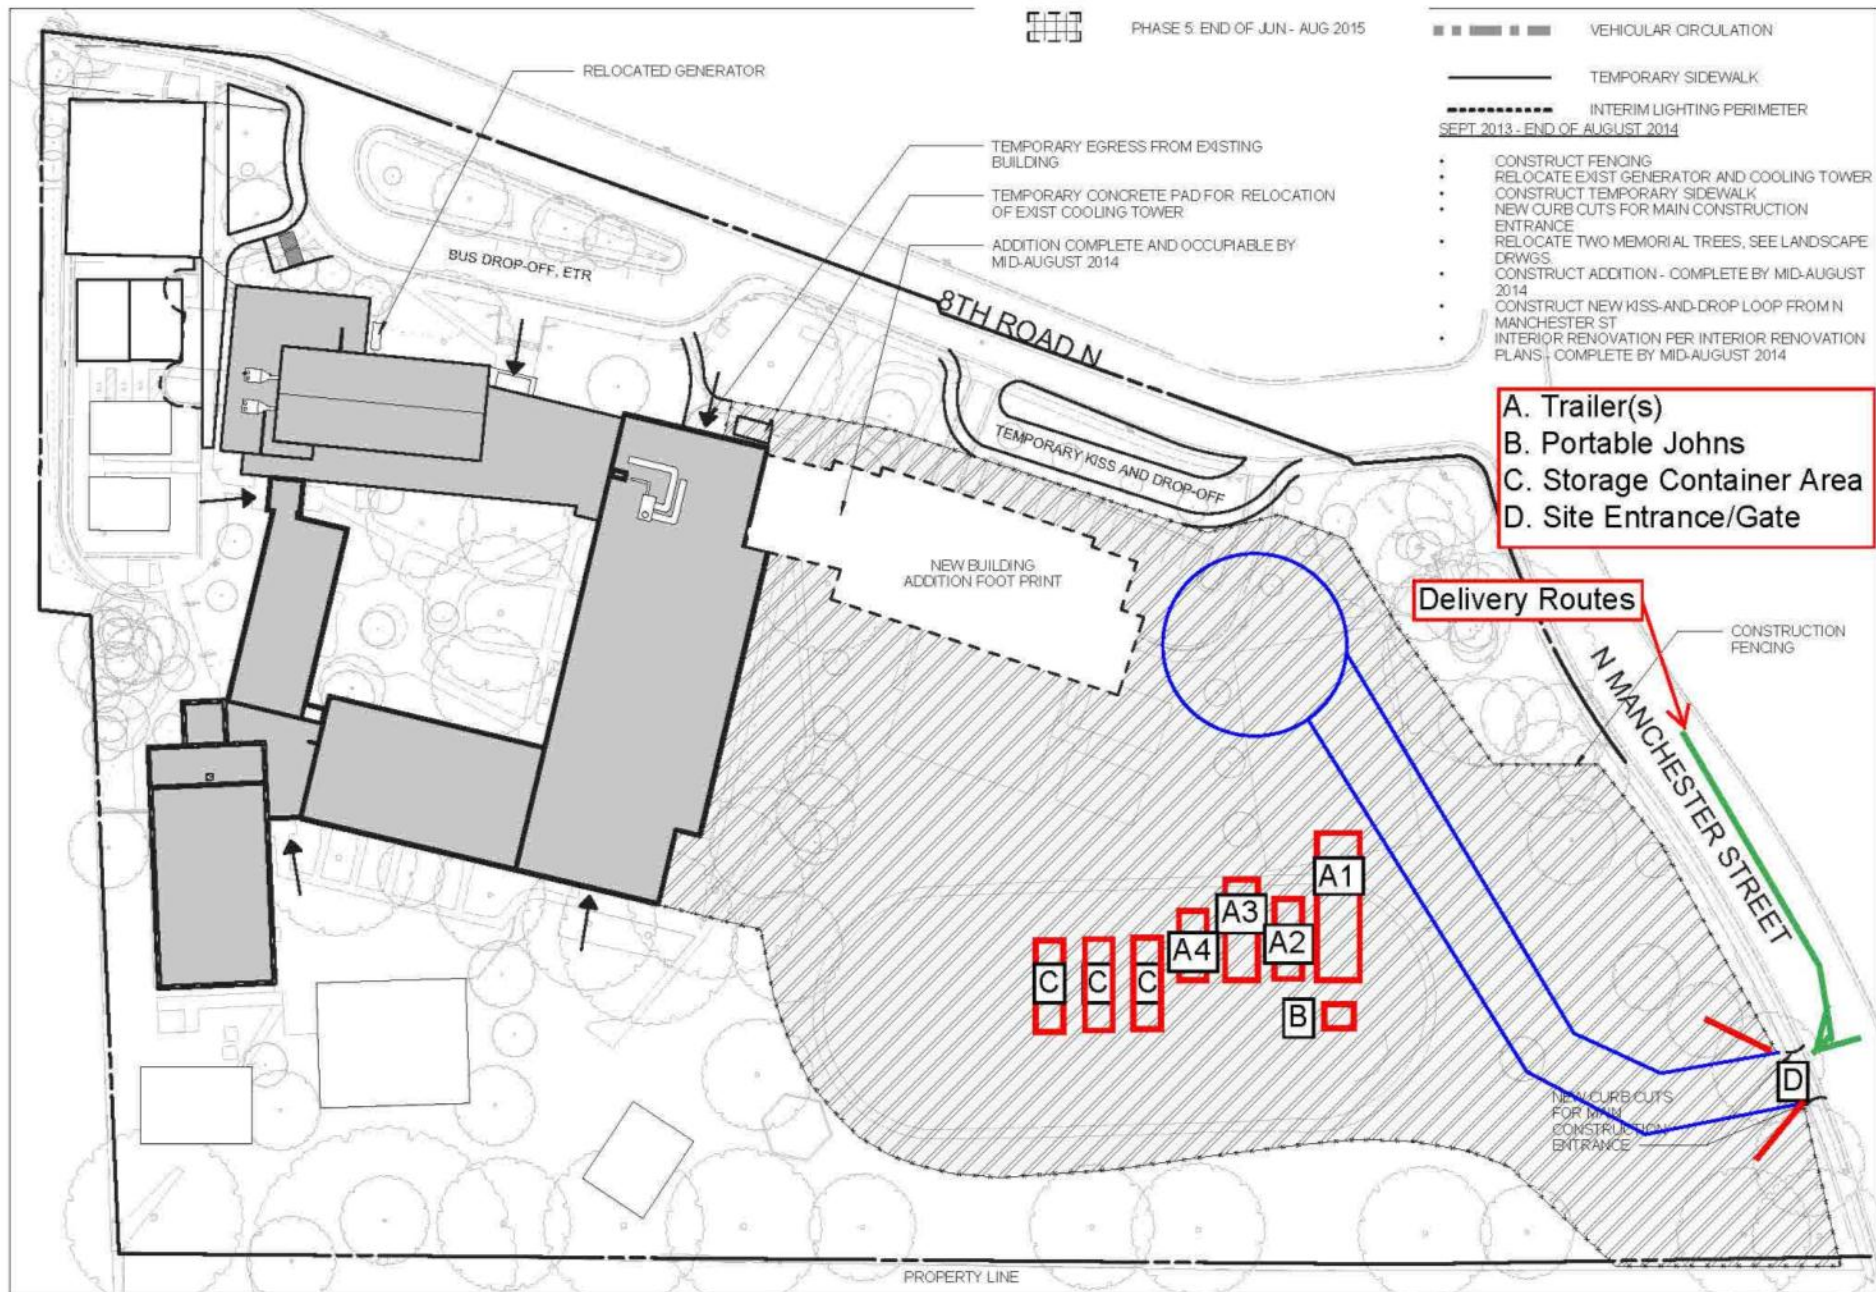 PHASE 5: END OF JUN - AUG 2015
VEHICULAR CIRCULATION
TEMPORARY SIDEWALK
INTERIM LIGHTING PERIMETER
SEPT 2013 - END OF AUGUST 2014
• CONSTRUCT FENCING
• RELOCATE EXIST GENERATOR AND COOLING TOWER
• CONSTRUCT TEMPORARY SIDEWALK
• NEW CURB CUTS FOR MAIN CONSTRUCTION
ENTRANCE
• RELOCATE TWO MEMORIAL TREES, SEE LANDSCAPE
DRWGS.
• CONSTRUCT ADDITION - COMPLETE BY MID-AUGUST
2014
• CONSTRUCT NEW KISS-AND-DROP LOOP FROM N
MANCHESTER ST
• INTERIOR RENOVATION PER INTERIOR RENOVATION
PLANS - COMPLETE BY MID-AUGUST 2014
RELOCATED GENERATOR
TEMPORARY EGRESS FROM EXISTING
BUILDING
TEMPORARY CONCRETE PAD FOR RELOCATION
OF EXIST COOLING TOWER
ADDITION COMPLETE AND OCCUPIABLE BY
MID-AUGUST 2014
BUS DROP-OFF, ETR
8TH ROAD N
TEMPORARY KISS AND DROP-OFF
A. Trailer(s)
B. Portable Johns
C. Storage Container Area
D. Site Entrance/Gate
NEW BUILDING
ADDITION FOOT PRINT
Delivery Routes
CONSTRUCTION
FENCING
N MANCHESTER STREET
A1
A3
A2
A4
C
C
C
B
D
NEW CURB CUTS
FOR MAIN
CONSTRUCTION
ENTRANCE
PROPERTY LINE